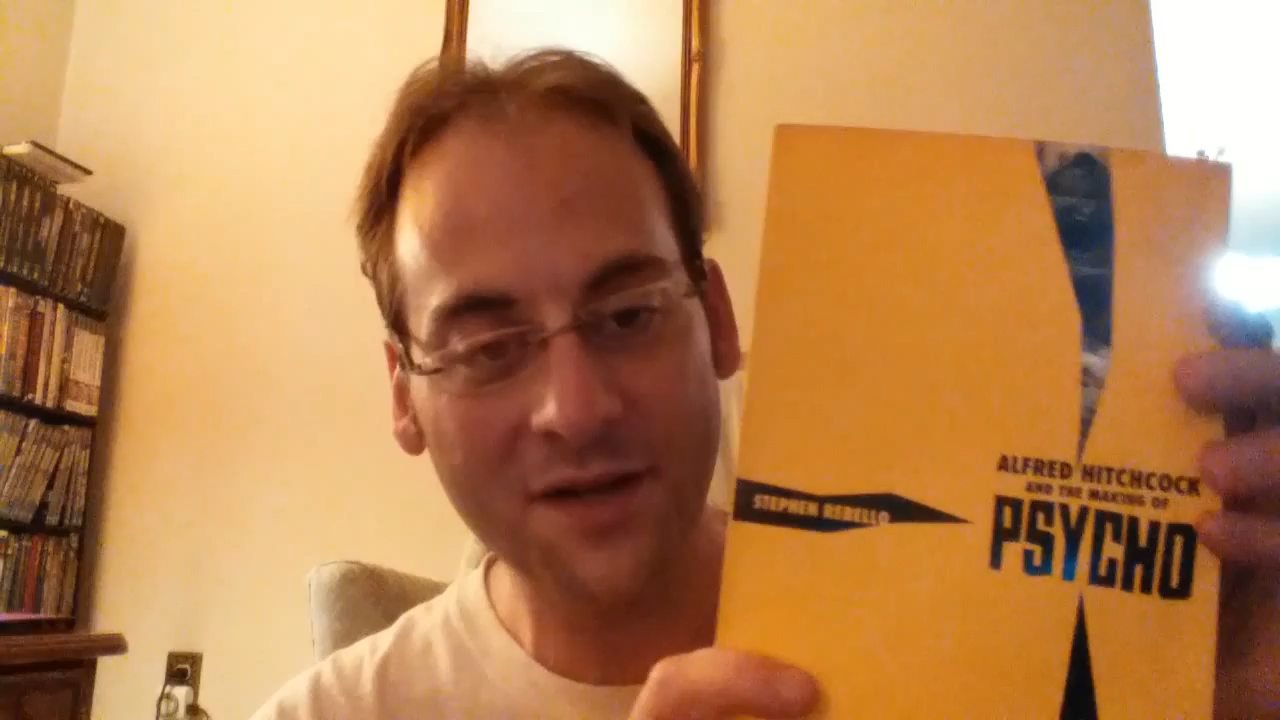 ALFRED HITCHCOCK
AND THE MAKING OF
PSYCHO
STEPHEN REBELLO